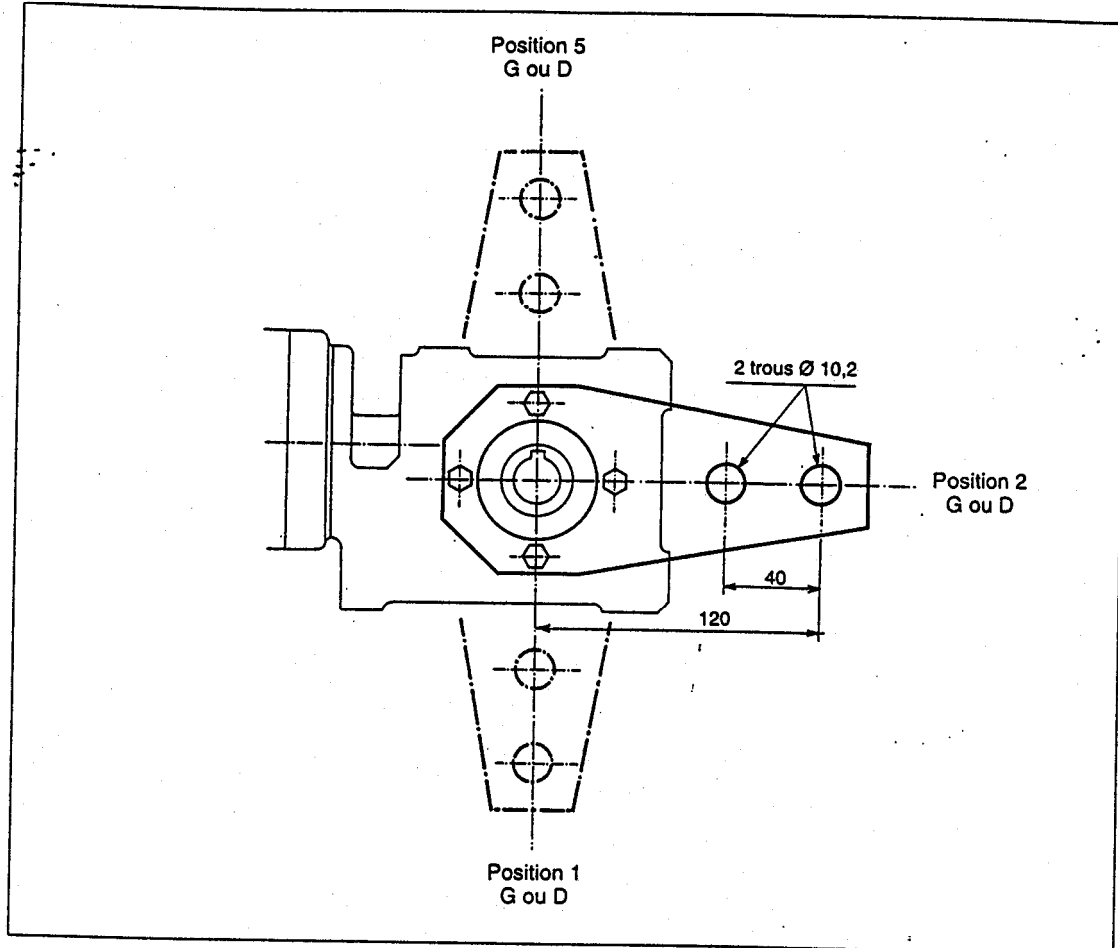 Position 5
G ou D
2 trous Ø 10,2
Position 2
G ou D
40
120
Position 1
G ou D